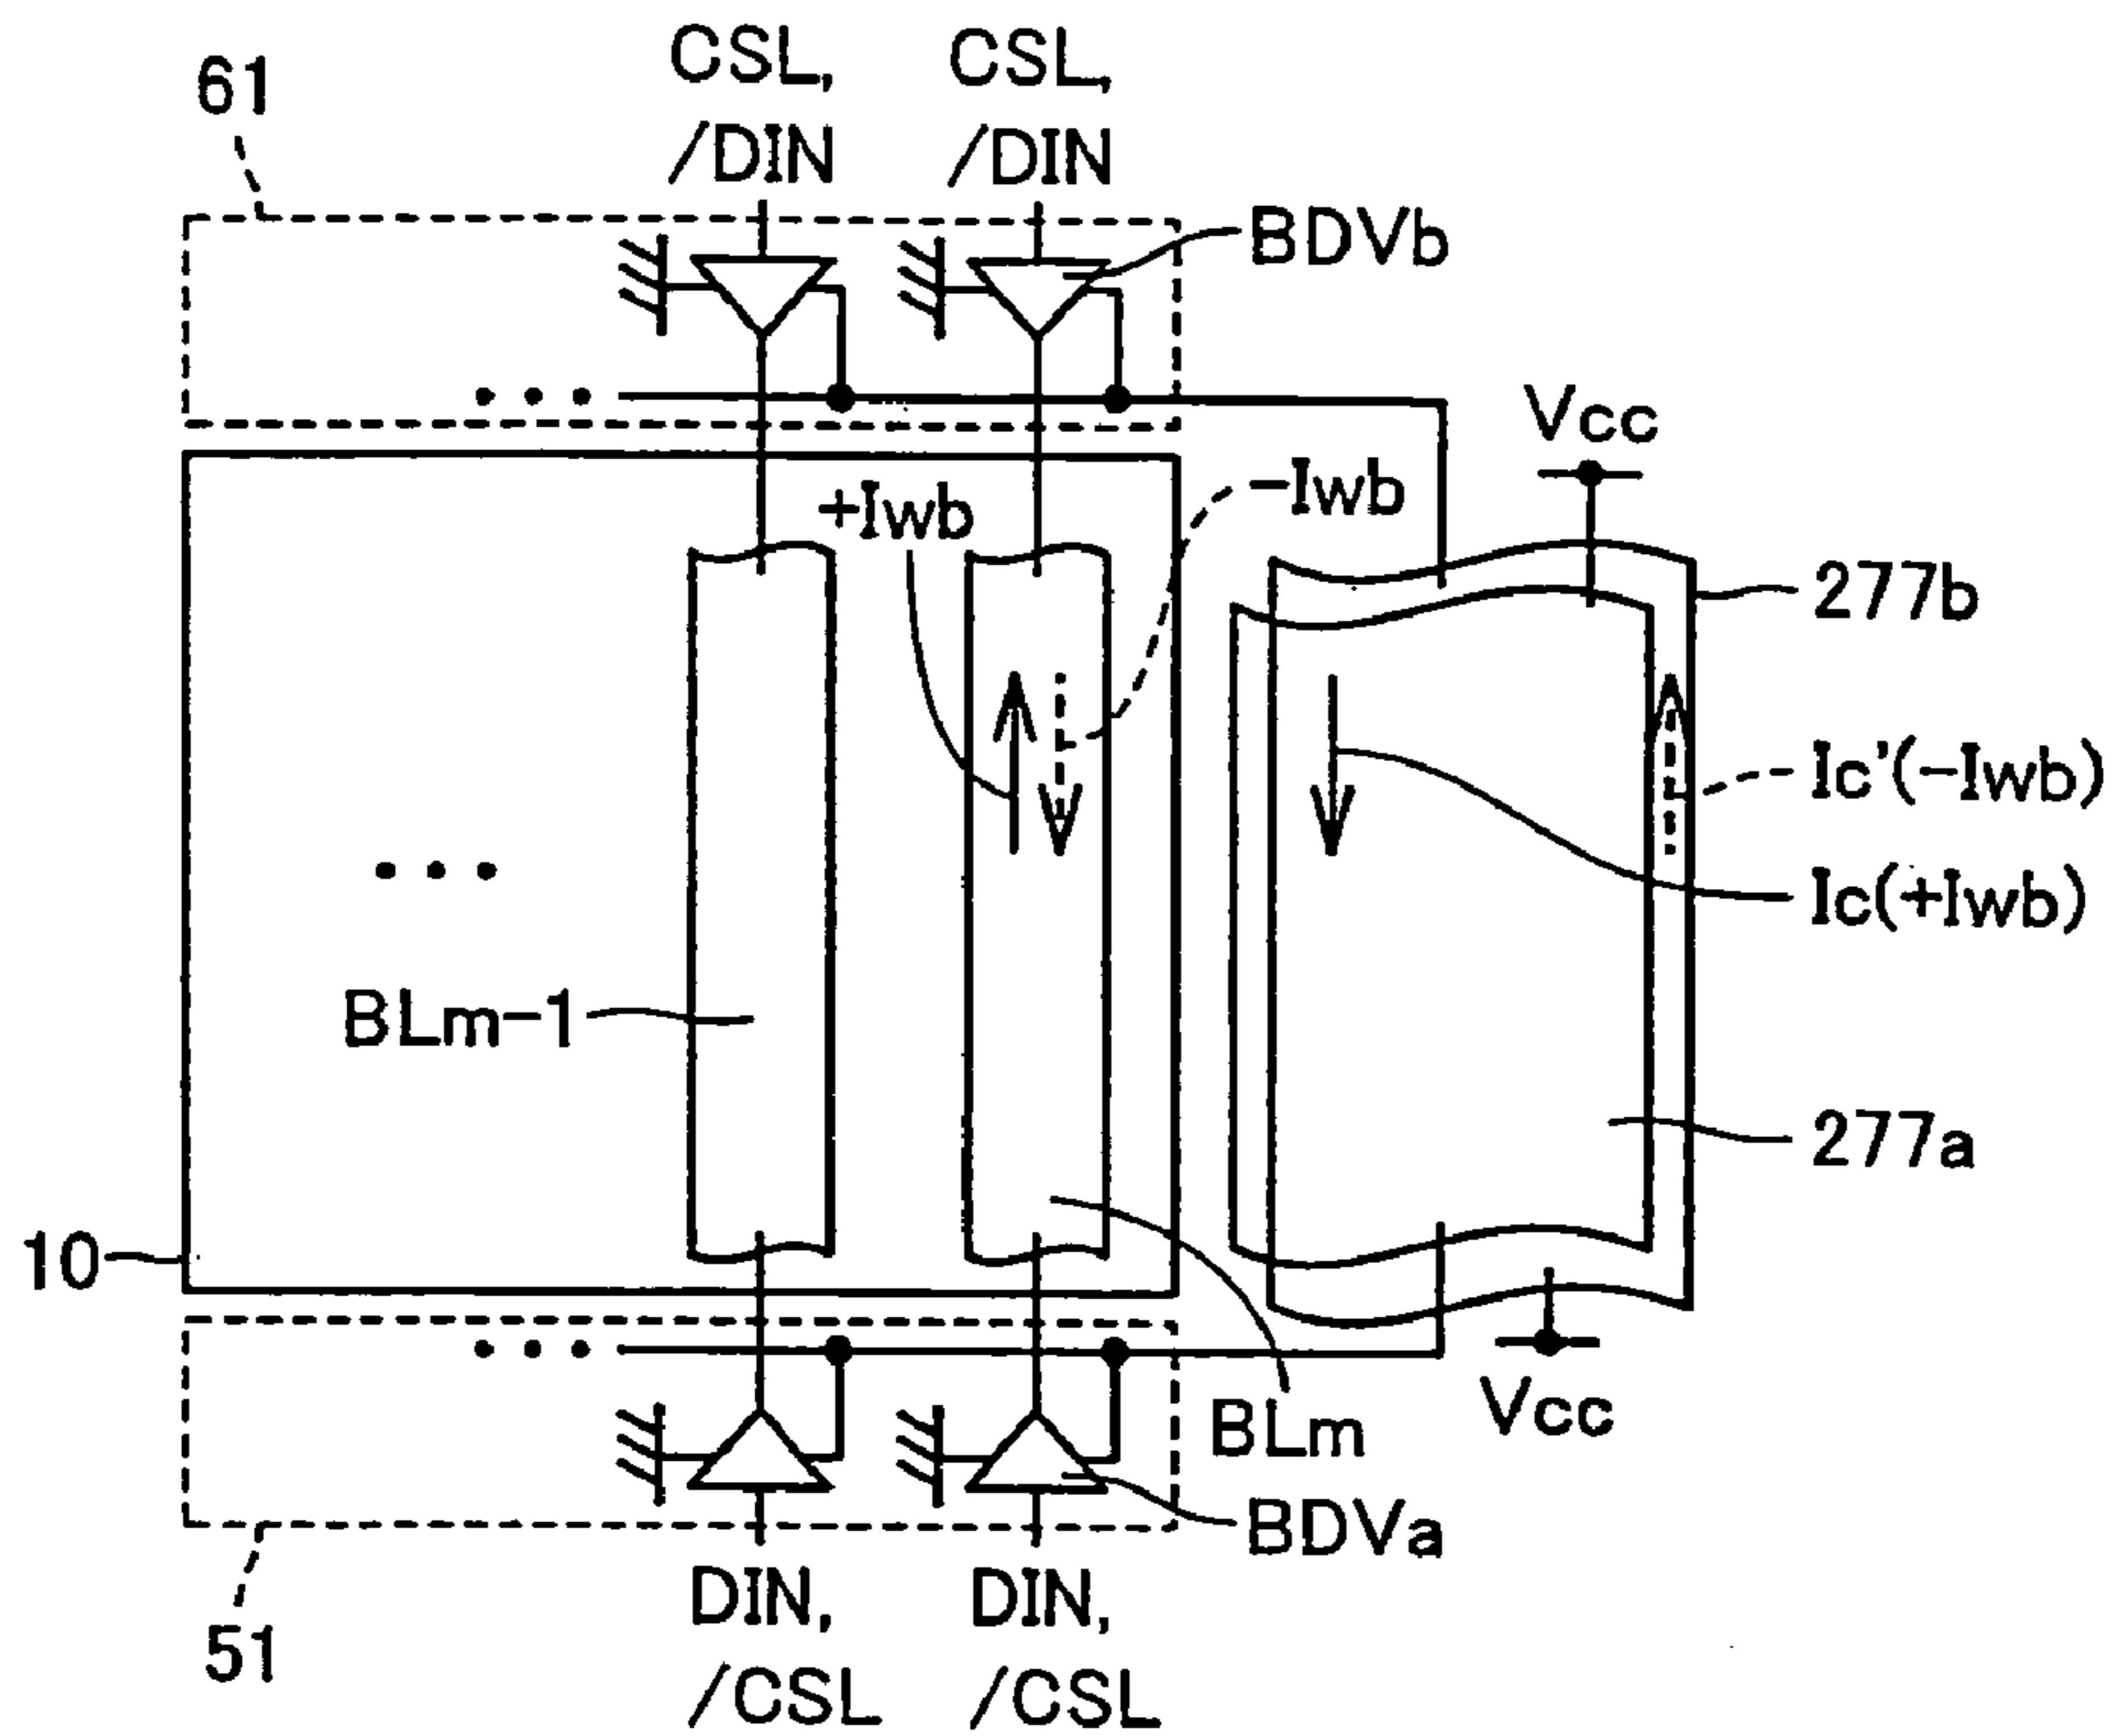 CSL,
/DIN
CSL,
/DIN
61
BDVb
Vcc
+Iwb
-Iwb
277b
Ic'(-Iwb)
Ic(+Iwb)
BLm-1
277a
10
Vcc
BLm
BDVa
51
DIN,
/CSL
DIN,
/CSL